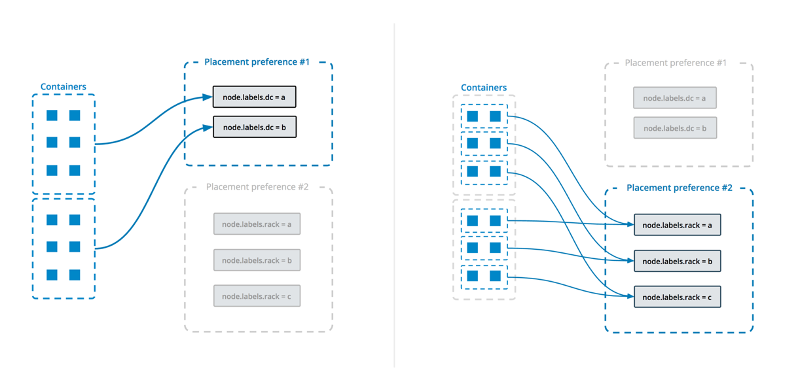 Placement preference #1
Containers
node.labels.dc = a
node.labels.dc = b
Placement preference #2
node.labels.rack = a
node.labels.rack = b
node.labels.rack = c
Placement preference #1
Containers
node.labels.dc = a
node.labels.dc = b
Placement preference #2
node.labels.rack = a
node.labels.rack = b
node.labels.rack = c